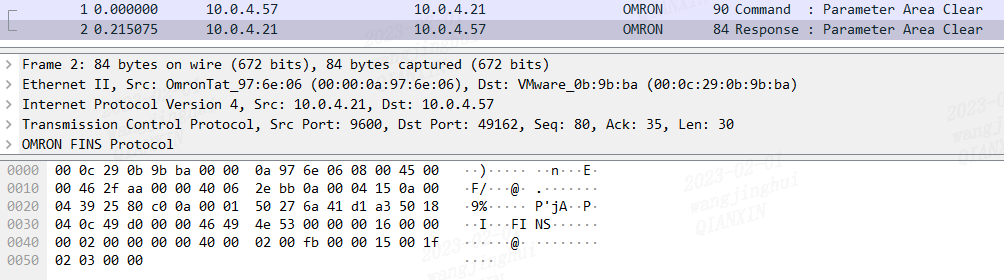 1 0.000000 10.0.4.57 10.0.4.21 OMRON 90 Command : Parameter Area Clear
2 0.215075 10.0.4.21 10.0.4.57 OMRON 84 Response : Parameter Area Clear
> Frame 2: 84 bytes on wire (672 bits), 84 bytes captured (672 bits)
> Ethernet II, Src: OmronTat_97:6e:06 (00:00:0a:97:6e:06), Dst: VMware_0b:9b:ba (00:0c:29:0b:9b:ba)
> Internet Protocol Version 4, Src: 10.0.4.21, Dst: 10.0.4.57
> Transmission Control Protocol, Src Port: 9600, Dst Port: 49162, Seq: 80, Ack: 35, Len: 30
> OMRON FINS Protocol
0000 00 0c 29 0b 9b ba 00 00 0a 97 6e 06 08 00 45 00 ··)····· ··n···E·
0010 00 46 2f aa 00 00 40 06 2e bb 0a 00 04 15 0a 00 ·F/···@· .·······
0020 04 39 25 80 c0 0a 00 01 50 27 6a 41 d1 a3 50 18 ·9%····· P'jA··P·
0030 04 0c 49 d0 00 00 46 49 4e 53 00 00 00 16 00 00 ··I···FI NS······
0040 00 02 00 00 00 00 40 00 02 00 fb 00 00 15 00 1f ······@· ········
0050 02 03 00 00 ····
2023-02-01
wangjinghui
QIANXIN